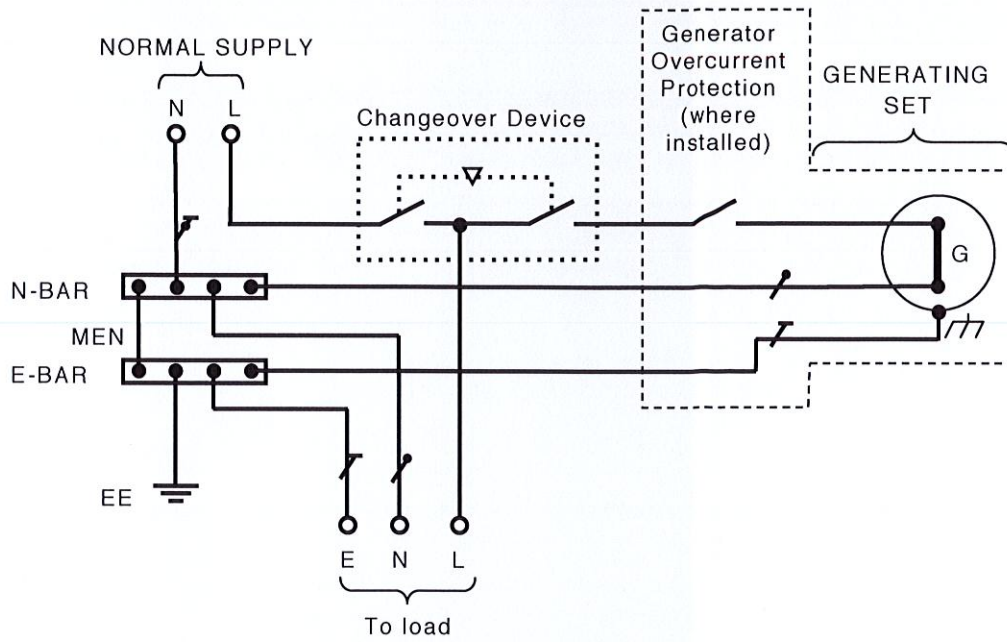 NORMAL SUPPLY
N L
Changeover Device
Generator
Overcurrent
Protection
(where
installed)
GENERATING
SET
G
N-BAR
MEN
E-BAR
EE
E N L
To load